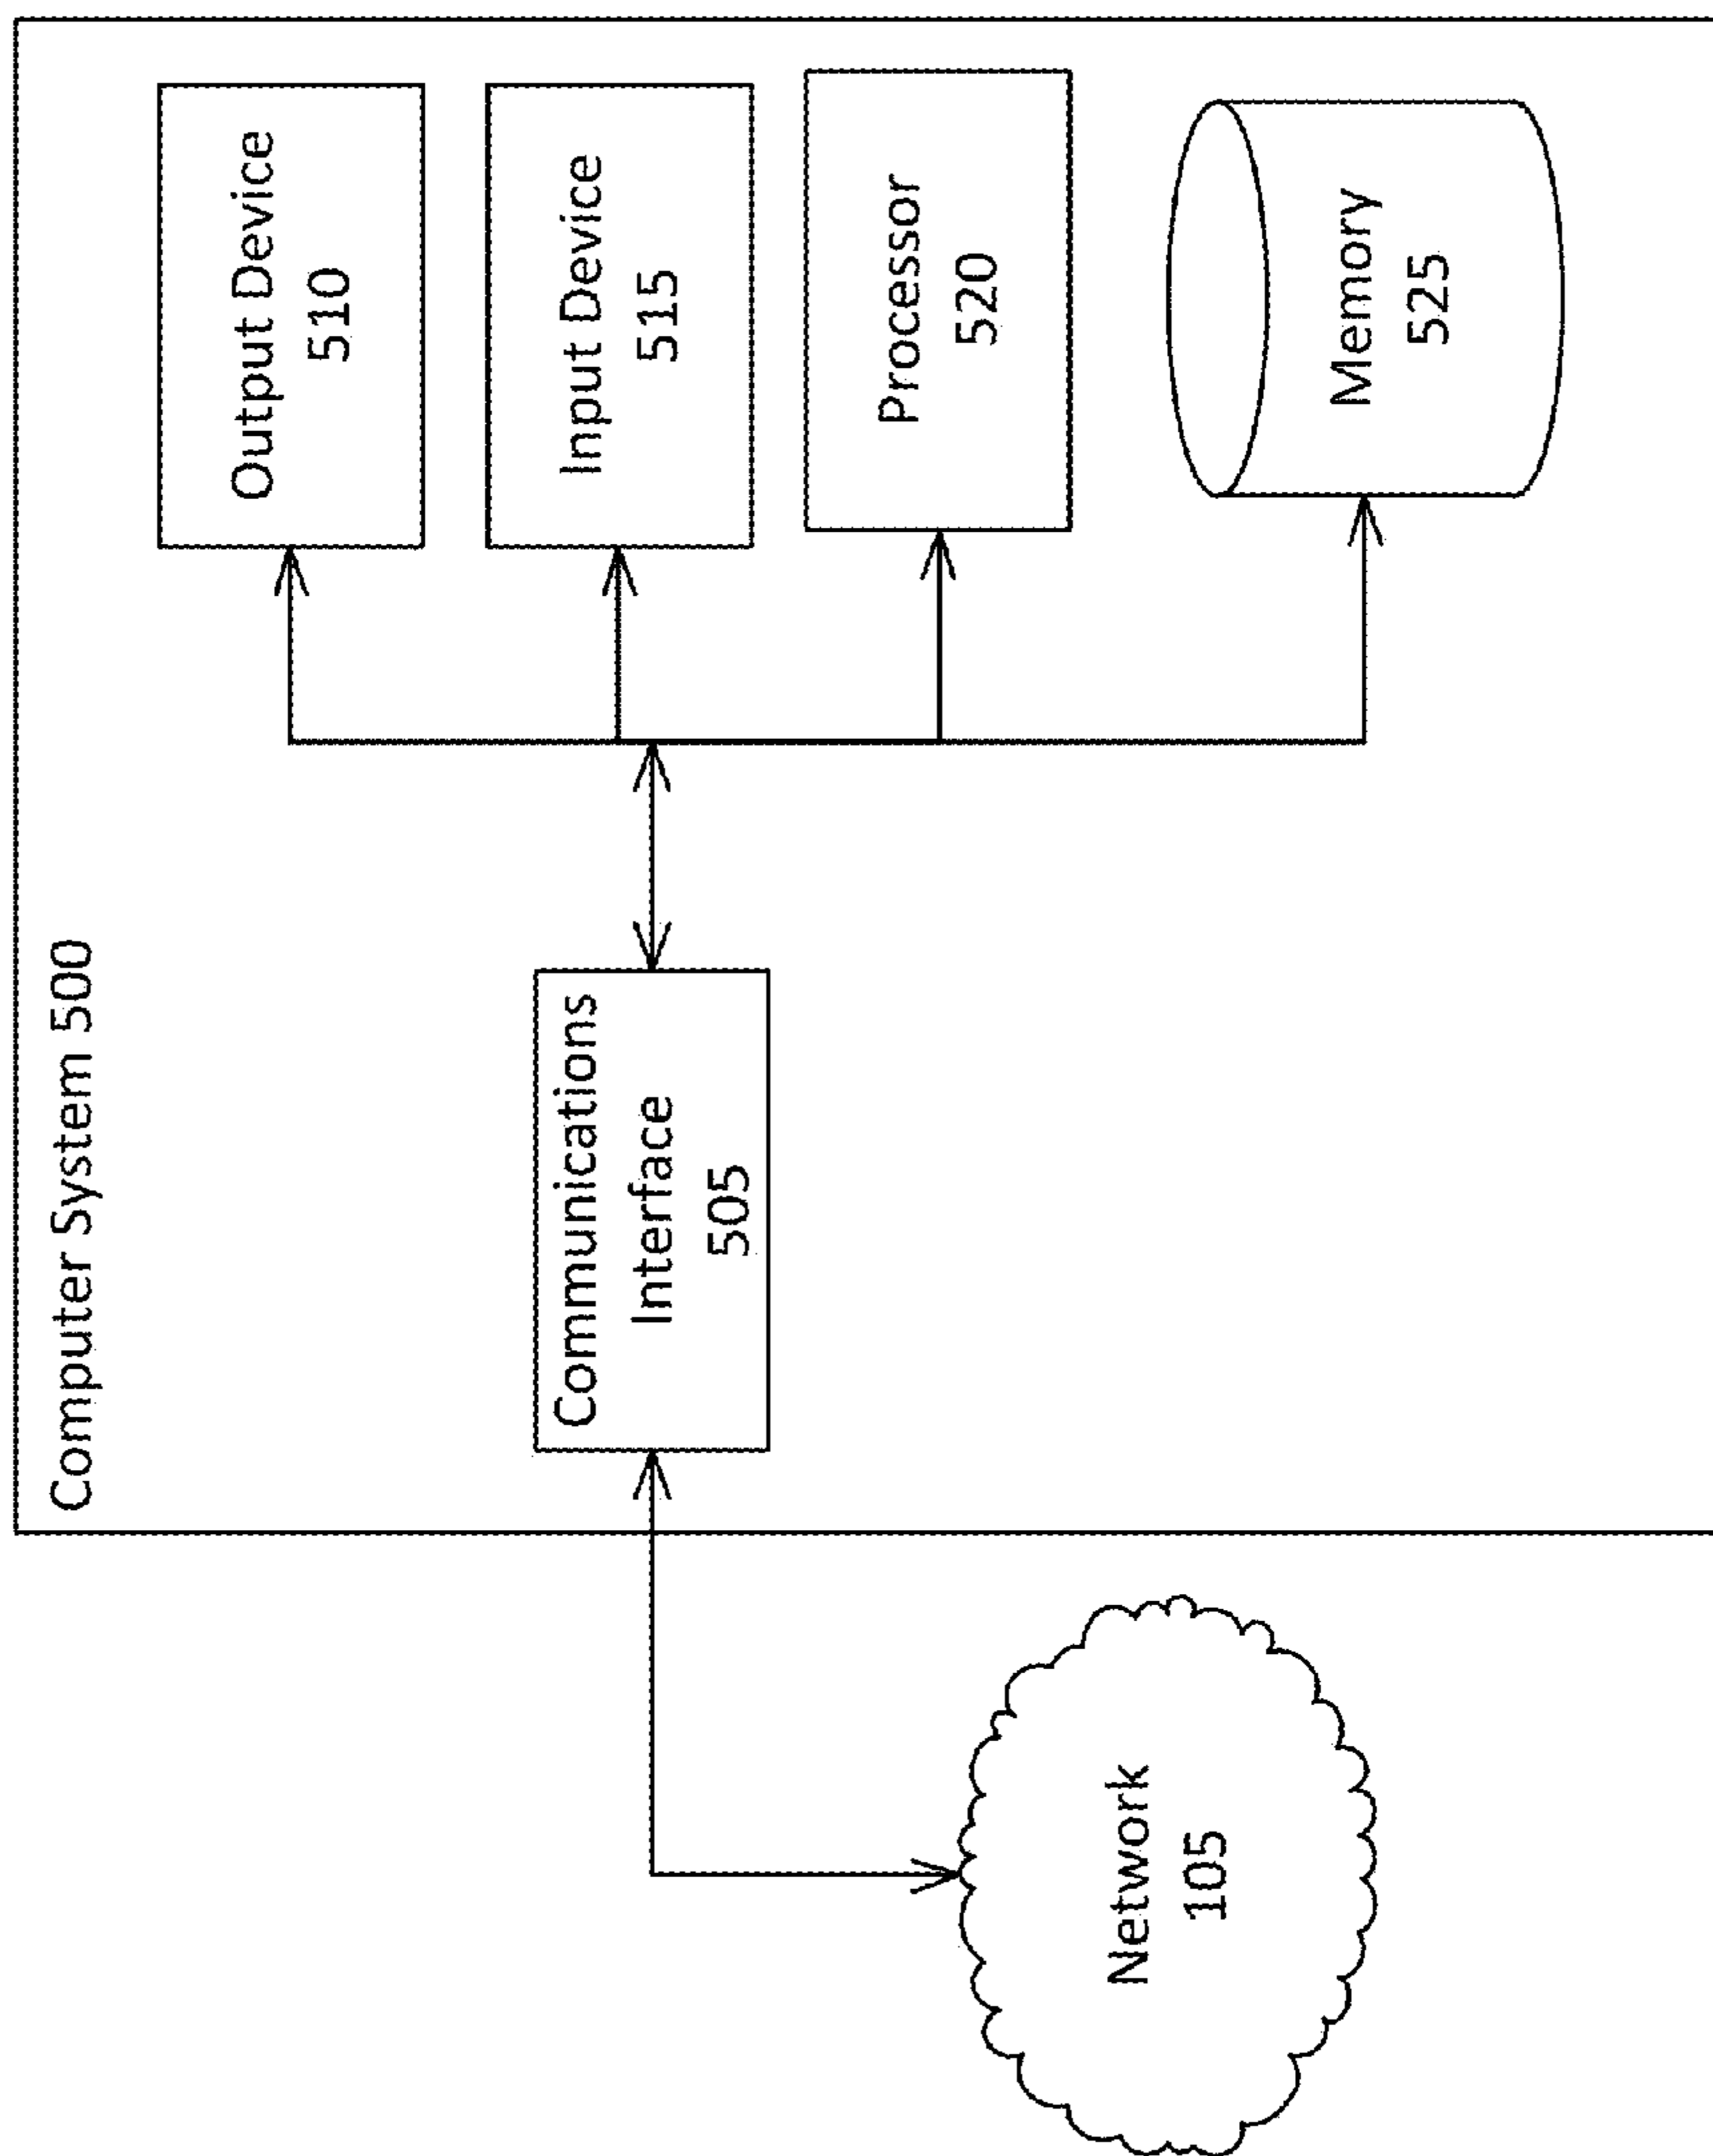 Computer System 500
Output Device
510
Input Device
515
Processor
520
Memory
525
Communications
Interface
505
Network
105